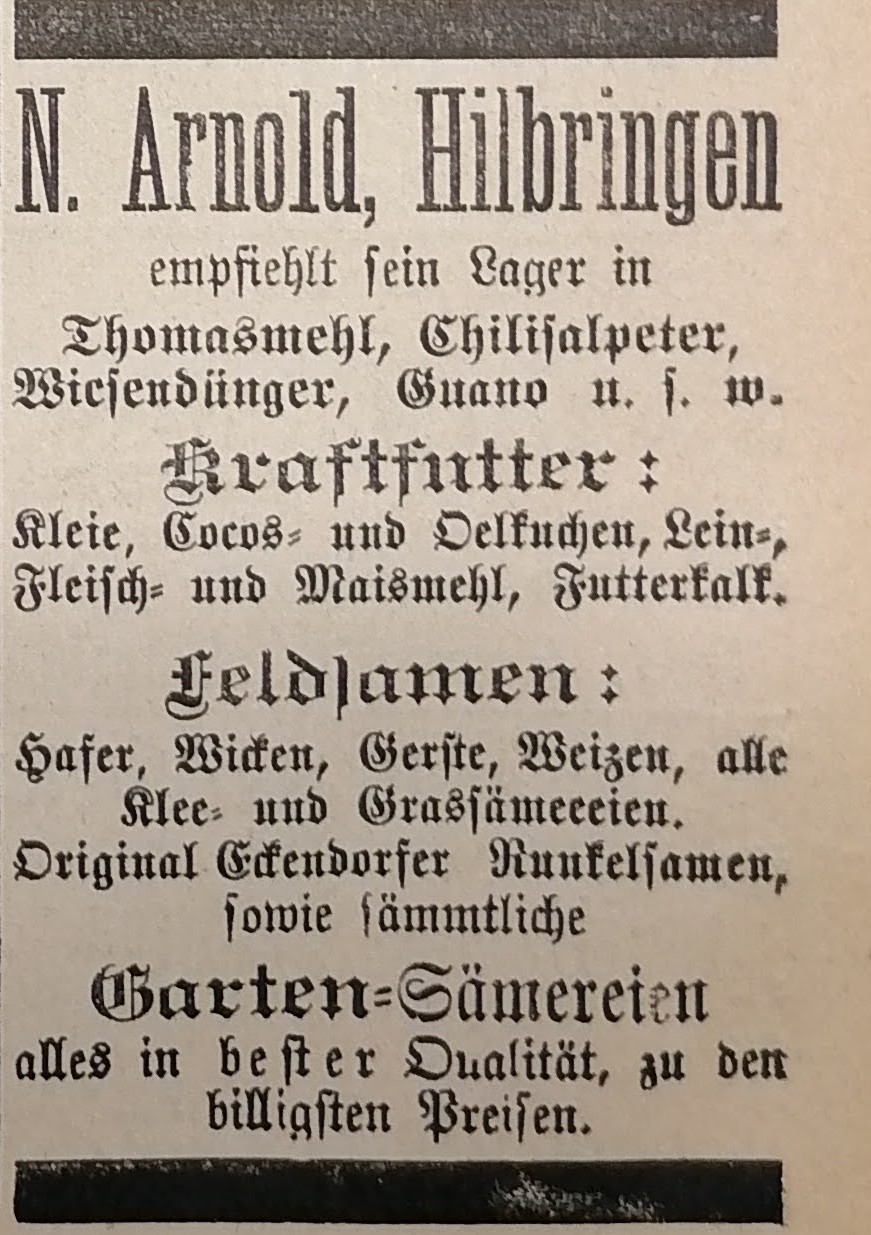 N. Arnold, Hilbringen
empfiehlt ſein Lager in
Thomasmehl, Chiliſalpeter,
Wieſendünger, Guano u. ſ. w.
Kraftfutter:
Kleie, Cocos- und Oelkuchen, Lein-,
Fleiſch- und Maismehl, Futterkalk.
Feldſamen:
Hafer, Wicken, Gerſte, Weizen, alle
Klee- und Grasſämeeeien.
Original Eckendorfer Runkelſamen,
ſowie ſämmtliche
Garten-Sämereien
alles in beſter Qualität, zu den
billigſten Preiſen.